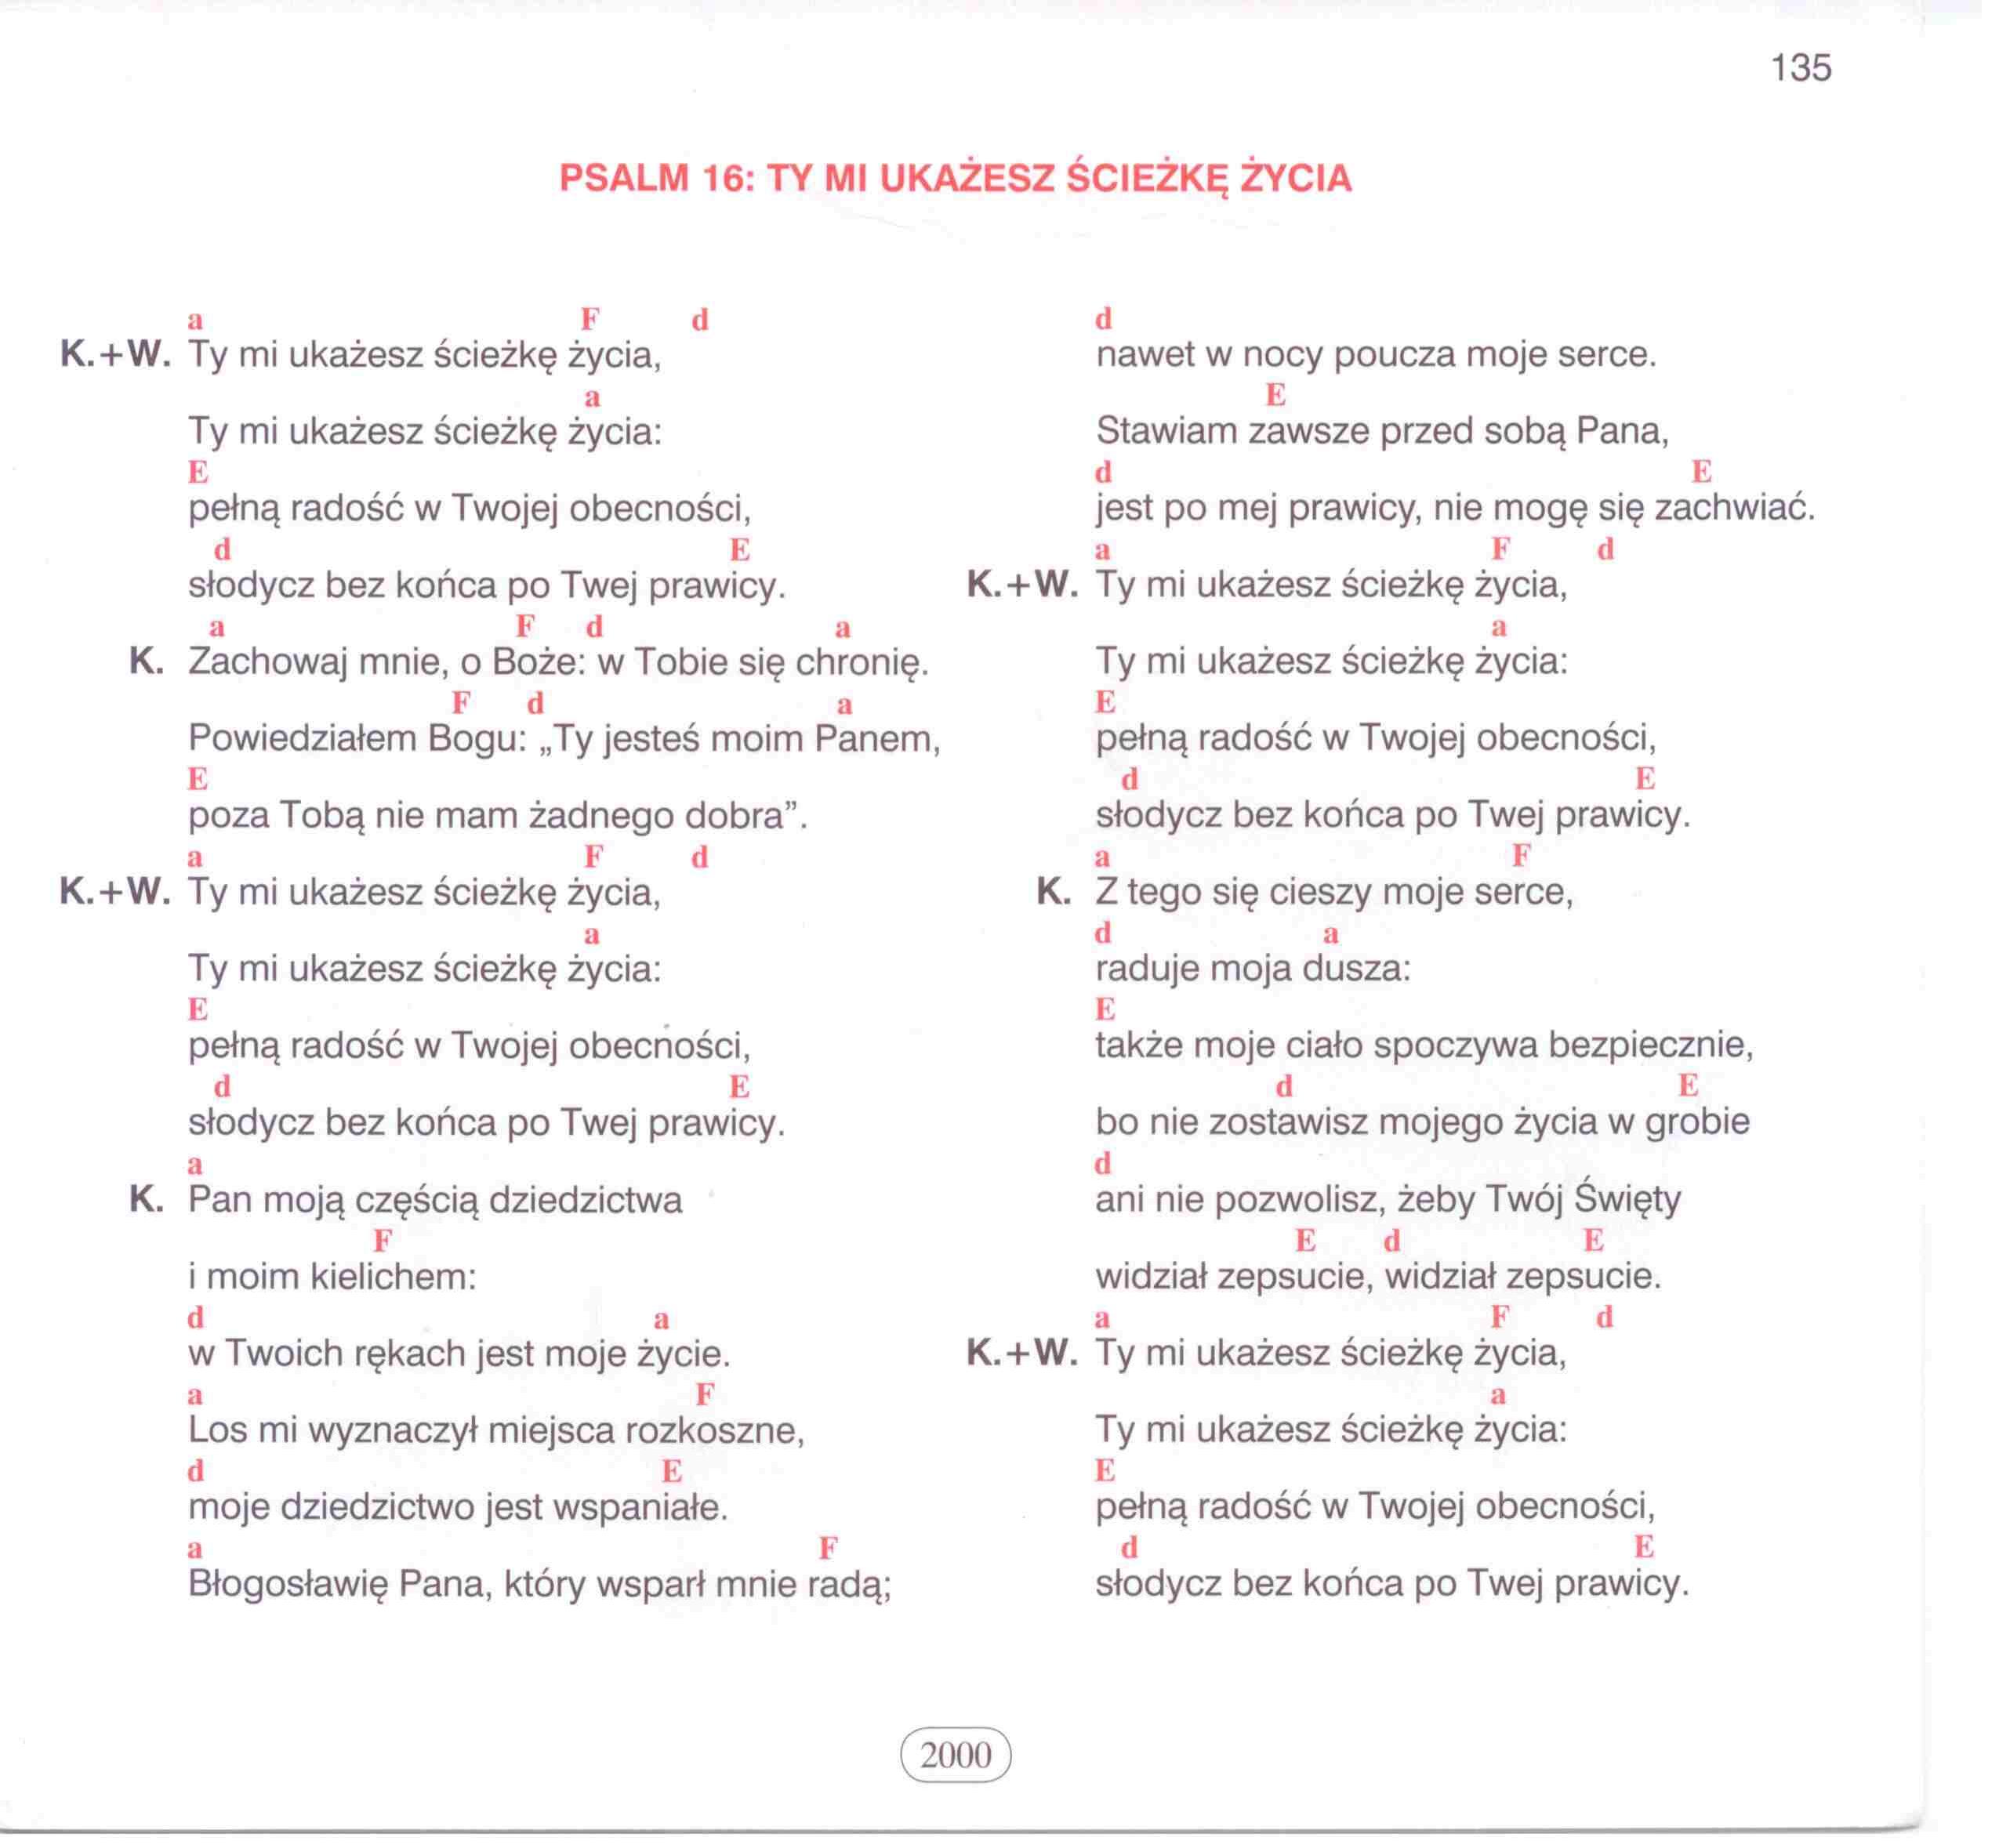 135
PSALM 16: TY MI UKAŻESZ ŚCIEŻKĘ ŻYCIA
a F d
K.+W. Ty mi ukażesz ścieżkę życia,
a
Ty mi ukażesz ścieżkę życia:
E
pełną radość w Twojej obecności,
d E
słodycz bez końca po Twej prawicy.
a F d a
K. Zachowaj mnie, o Boże: w Tobie się chronię.
F d a
Powiedziałem Bogu: „Ty jesteś moim Panem,
E
poza Tobą nie mam żadnego dobra”.
a F d
K.+W. Ty mi ukażesz ścieżkę życia,
a
Ty mi ukażesz ścieżkę życia:
E
pełną radość w Twojej obecności,
d E
słodycz bez końca po Twej prawicy.
a
K. Pan moją częścią dziedzictwa
F
i moim kielichem:
d a
w Twoich rękach jest moje życie.
a F
Los mi wyznaczył miejsca rozkoszne,
d E
moje dziedzictwo jest wspaniałe.
a F
Błogosławię Pana, który wsparł mnie radą;
d
nawet w nocy poucza moje serce.
E
Stawiam zawsze przed sobą Pana,
d E
jest po mej prawicy, nie mogę się zachwiać.
a F d
K.+W. Ty mi ukażesz ścieżkę życia,
a
Ty mi ukażesz ścieżkę życia:
E
pełną radość w Twojej obecności,
d E
słodycz bez końca po Twej prawicy.
a F
K. Z tego się cieszy moje serce,
d a
raduje moja dusza:
E
także moje ciało spoczywa bezpiecznie,
d E
bo nie zostawisz mojego życia w grobie
d
ani nie pozwolisz, żeby Twój Święty
E d E
widział zepsucie, widział zepsucie.
a F d
K.+W. Ty mi ukażesz ścieżkę życia,
a
Ty mi ukażesz ścieżkę życia:
E
pełną radość w Twojej obecności,
d E
słodycz bez końca po Twej prawicy.
2000